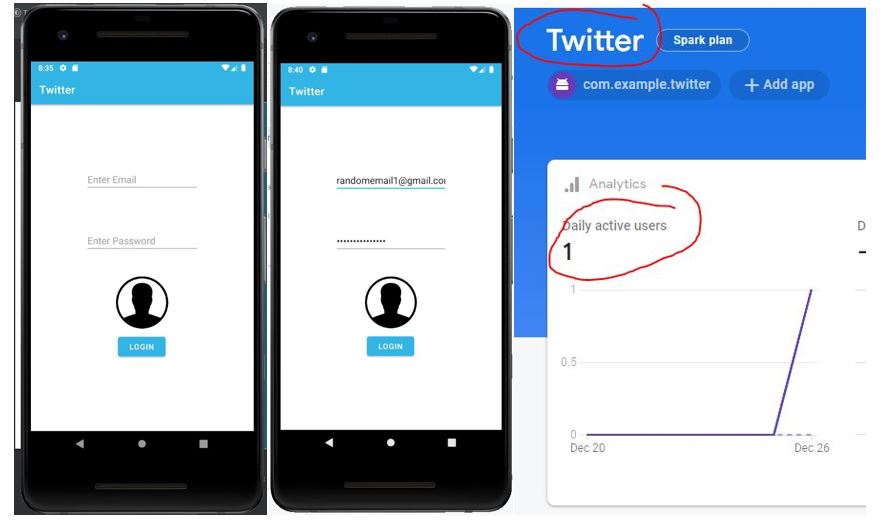 8:35
Twitter
Enter Email
Enter Password
LOGIN
8:40
Twitter
randomemail1@gmail.co
LOGIN
Twitter
Spark plan
com.example.twitter
+ Add app
Analytics
Daily active users
1
D
1
0.5
0
Dec 20
Dec 26